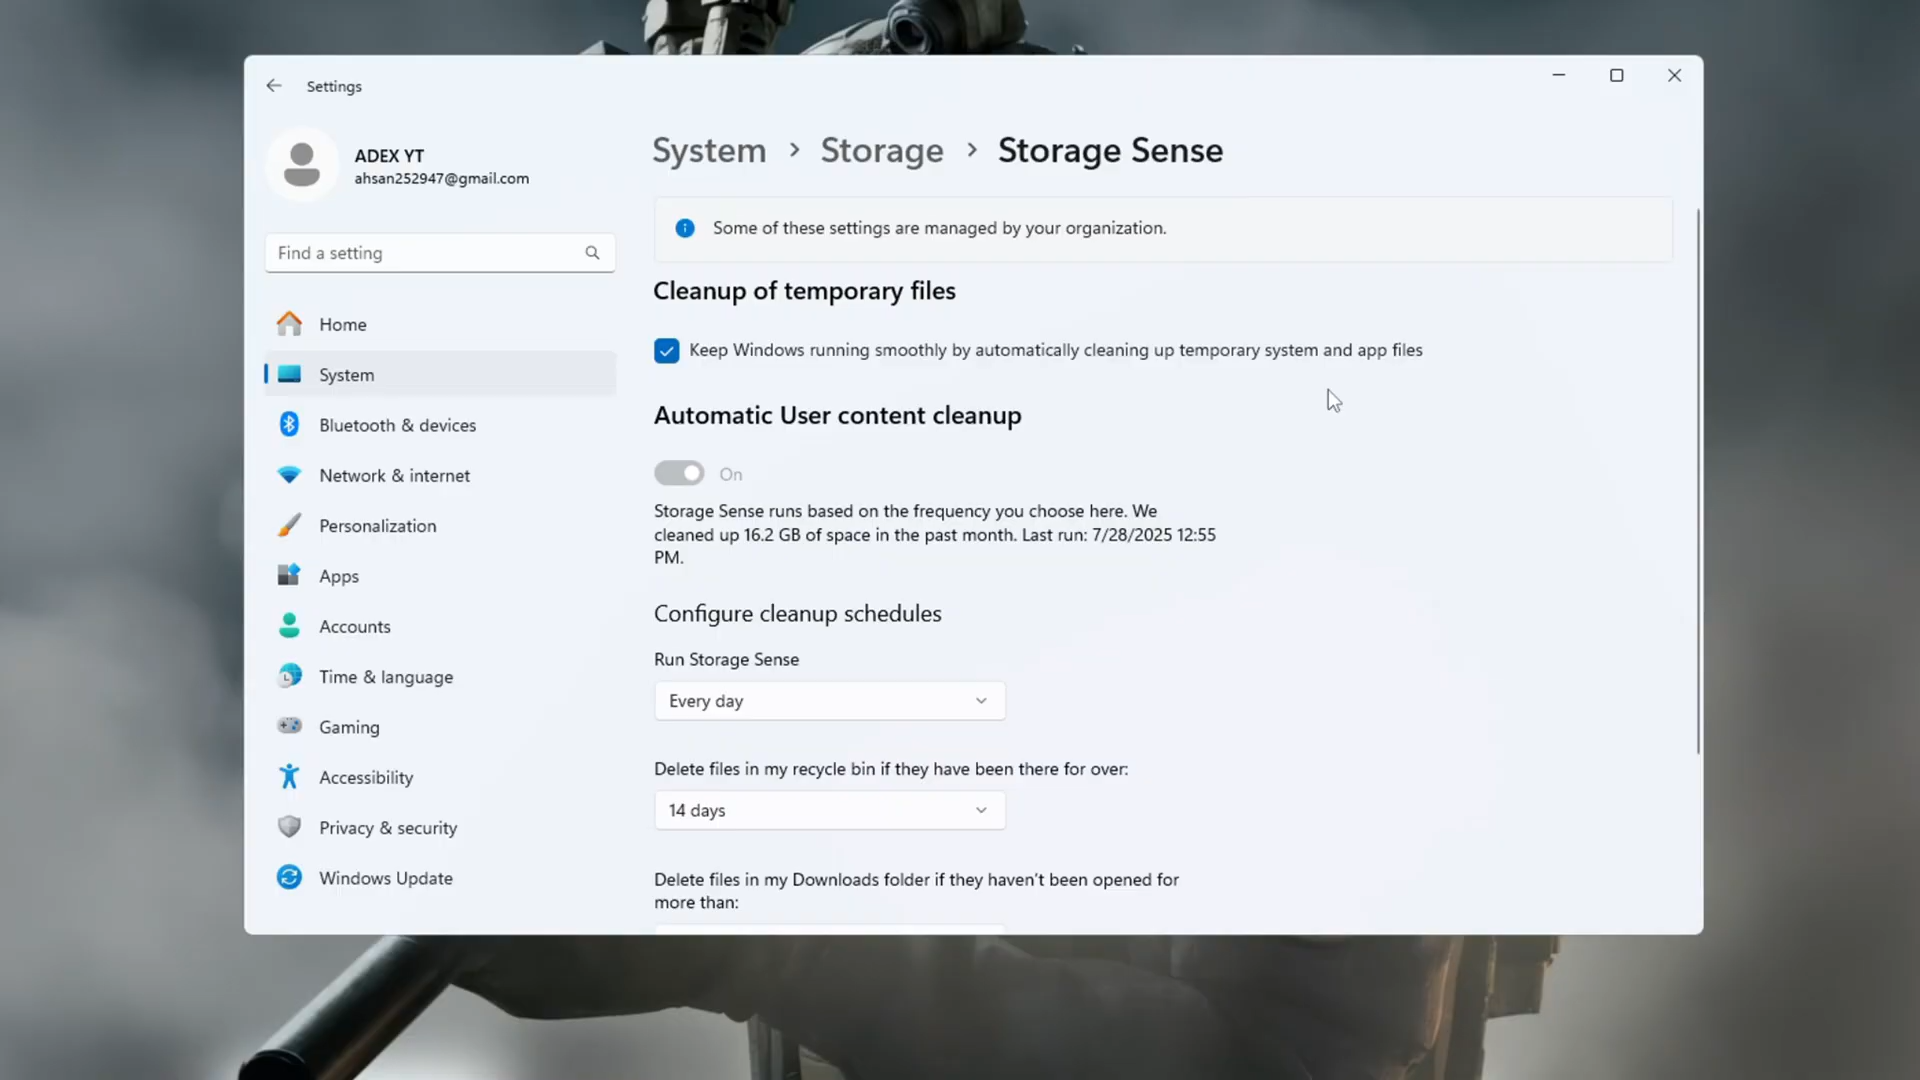 Settings
ADEX YT
ahsan252947@gmail.com
Find a setting
Home
System
Bluetooth & devices
Network & internet
Personalization
Apps
Accounts
Time & language
Gaming
Accessibility
Privacy & security
Windows Update
System > Storage > Storage Sense
Some of these settings are managed by your organization.
Cleanup of temporary files
Keep Windows running smoothly by automatically cleaning up temporary system and app files
Automatic User content cleanup
On
Storage Sense runs based on the frequency you choose here. We
cleaned up 16.2 GB of space in the past month. Last run: 7/28/2025 12:55
PM.
Configure cleanup schedules
Run Storage Sense
Every day
Delete files in my recycle bin if they have been there for over:
14 days
Delete files in my Downloads folder if they haven't been opened for
more than: